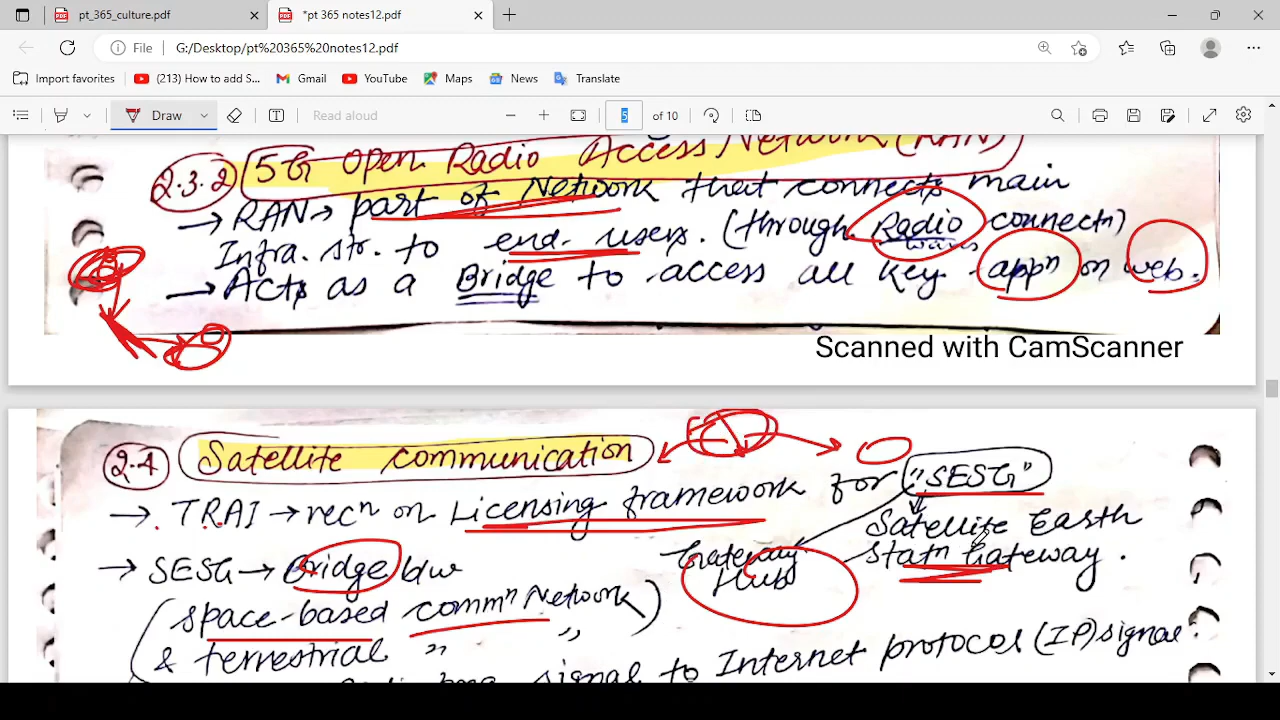 pt_365_culture.pdf
*pt 365 notes12.pdf
File
G:/Desktop/pt%20365%20notes12.pdf
Import favorites
(213) How to add S...
Gmail
YouTube
Maps
News
Translate
Draw
Read aloud
5
of 10
2.3.2 5G Open Radio Access Network (RAN)
→ RAN → part of Network that connects main
Infra. str. to end-users. (through Radio connectn)
waves
→ Acts as a Bridge to access all key appn on web.
Scanned with CamScanner
2.4 Satellite communication
→ TRAI → recn on Licensing framework for "SESG"
Satellite Earth
Statn Gateway.
Gateway
Hub
→ SESG → Bridge b/w
(space-based commn Network)
& terrestrial " "
signal to Internet protocol (IP) signal.